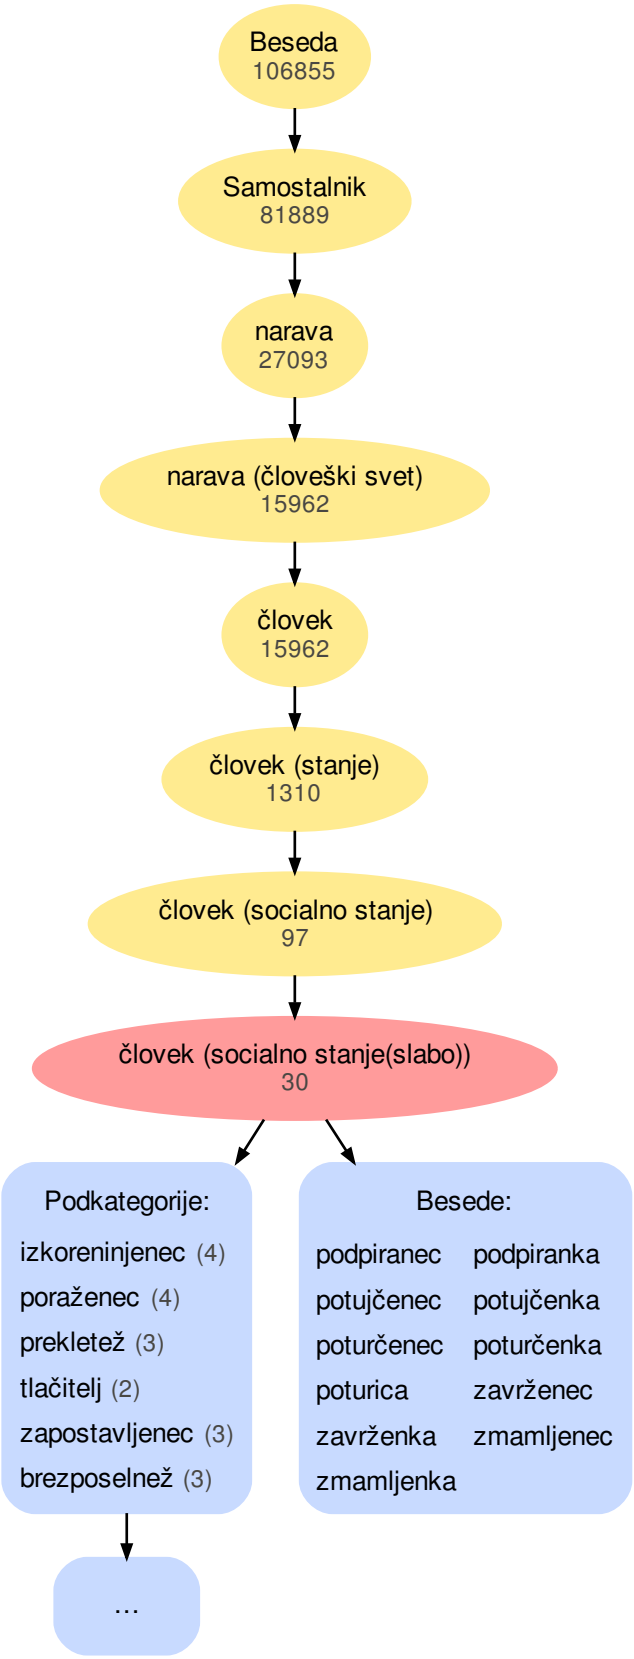 Beseda
106855
Samostalnik
81889
narava
27093
narava (človeški svet)
15962
človek
15962
človek (stanje)
1310
človek (socialno stanje)
97
človek (socialno stanje(slabo))
30
Podkategorije:
izkoreninjenec (4)
poraženec (4)
prekletež (3)
tlačitelj (2)
zapostavljenec (3)
brezposelnež (3)
...
Besede:
podpiranec podpiranka
potujčenec potujčenka
poturčenec poturčenka
poturica zavrženec
zavrženka zmamljenec
zmamljenka